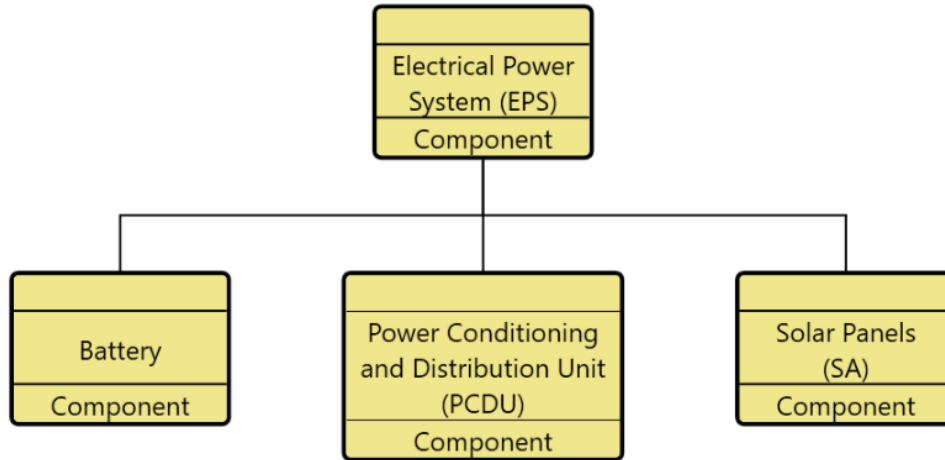 Electrical Power
System (EPS)
Component
Battery
Component
Power Conditioning
and Distribution Unit
(PCDU)
Component
Solar Panels
(SA)
Component